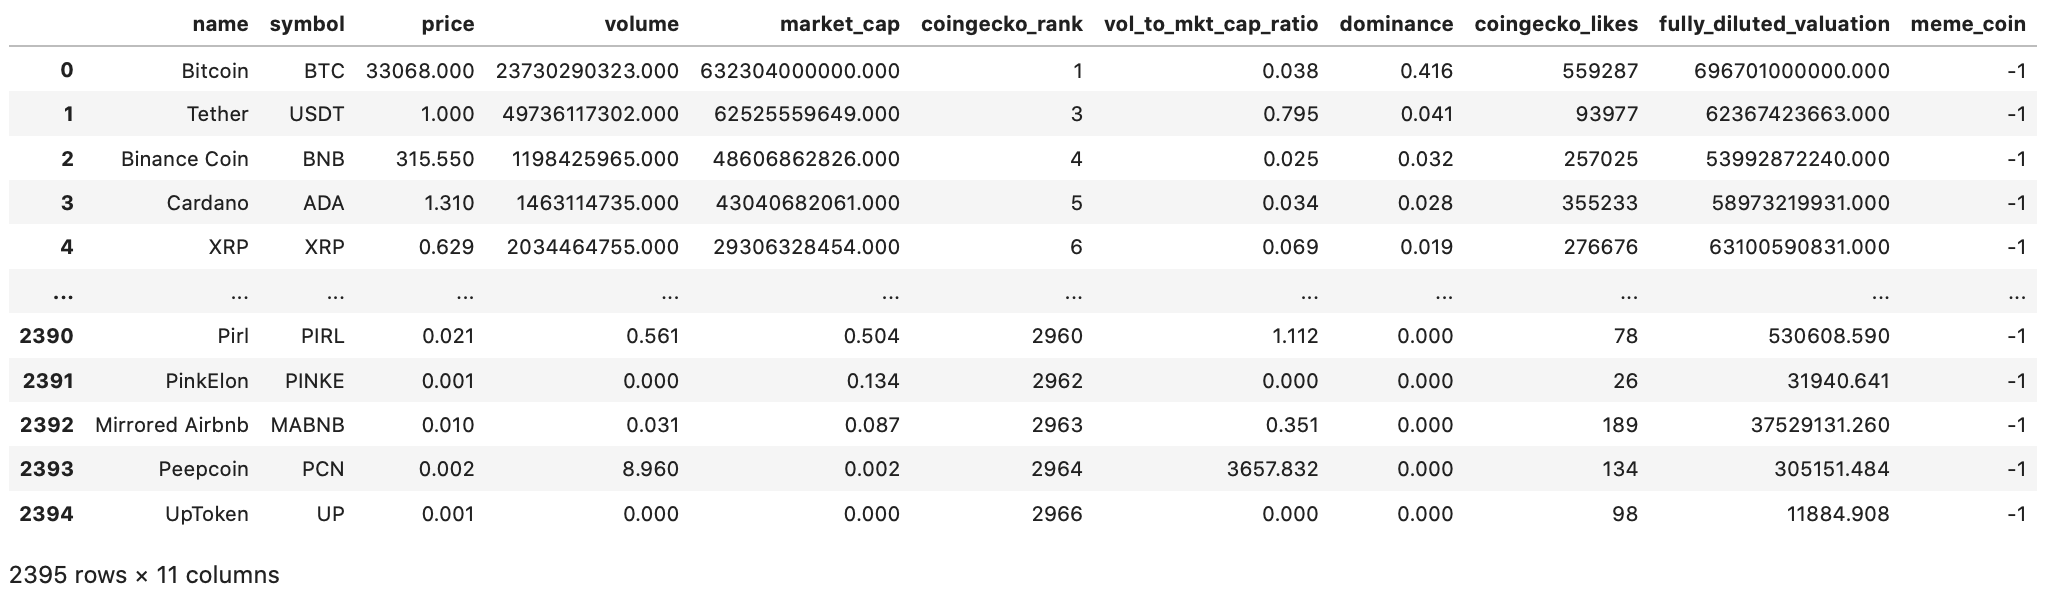 name symbol price volume market_cap coingecko_rank vol_to_mkt_cap_ratio dominance coingecko_likes fully_diluted_valuation meme_coin
0 Bitcoin BTC 33068.000 23730290323.000 632304000000.000 1 0.038 0.416 559287 696701000000.000 -1
1 Tether USDT 1.000 49736117302.000 62525559649.000 3 0.795 0.041 93977 62367423663.000 -1
2 Binance Coin BNB 315.550 1198425965.000 48606862826.000 4 0.025 0.032 257025 53992872240.000 -1
3 Cardano ADA 1.310 1463114735.000 43040682061.000 5 0.034 0.028 355233 58973219931.000 -1
4 XRP XRP 0.629 2034464755.000 29306328454.000 6 0.069 0.019 276676 63100590831.000 -1
... ... ... ... ... ... ... ... ... ... ... ...
2390 Pirl PIRL 0.021 0.561 0.504 2960 1.112 0.000 78 530608.590 -1
2391 PinkElon PINKE 0.001 0.000 0.134 2962 0.000 0.000 26 31940.641 -1
2392 Mirrored Airbnb MABNB 0.010 0.031 0.087 2963 0.351 0.000 189 37529131.260 -1
2393 Peepcoin PCN 0.002 8.960 0.002 2964 3657.832 0.000 134 305151.484 -1
2394 UpToken UP 0.001 0.000 0.000 2966 0.000 0.000 98 11884.908 -1
2395 rows × 11 columns